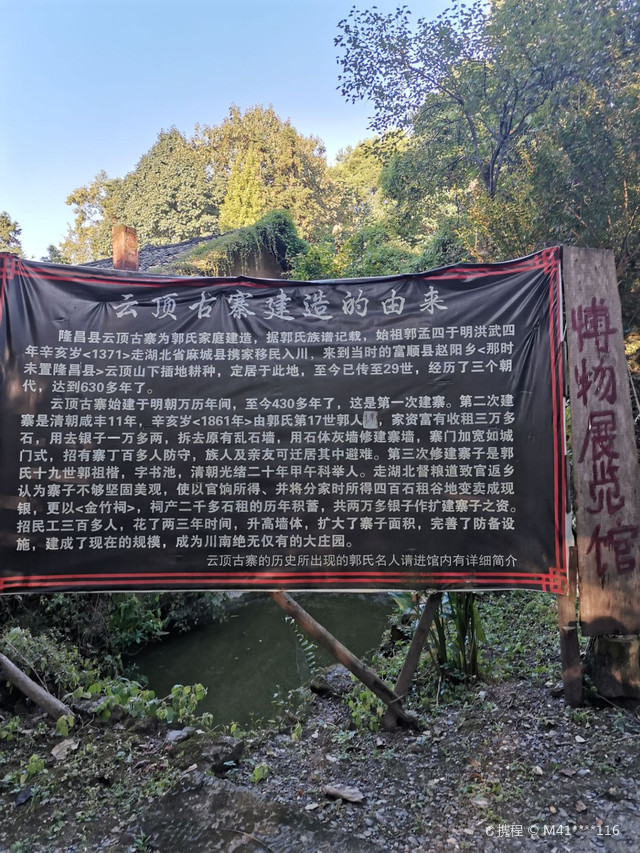 云顶古寨建造的由来
隆昌县云顶古寨为郭氏家庭建造，据郭氏族谱记载，始祖郭孟四于明洪武四
年辛亥岁<1371>走湖北省麻城县携家移民入川，来到当时的富顺县赵阳乡<那时
未置隆昌县>云顶山下插地耕种，定居于此地，至今已传至29世，经历了三个朝
代，达到630多年了。
云顶古寨始建于明朝万历年间，至今430多年了，这是第一次建寨。第二次建
寨是清朝咸丰11年，辛亥岁<1861年>由郭氏第17世郭人，家资富有收租三万多
石，用去银子一万多两，拆去原有乱石墙，用石体灰墙修建寨墙，寨门加宽如城
门式，招有寨丁百多人防守，族人及亲友可迁居其中避难。第三次修建寨子是郭
氏十九世郭祖楷，字书池，清朝光绪二十年甲午科举人。走湖北督粮道致官返乡
认为寨子不够坚固美观，使以官饷所得、并将分家时所得四百石租谷地变卖成现
银，更以<金竹祠>，祠产二千多石租的历年积蓄，共两万多银子作扩建寨子之资。
招民工三百多人，花了两三年时间，升高墙体，扩大了寨子面积，完善了防备设
施，建成了现在的规模，成为川南绝无仅有的大庄园。
云顶古寨的历史所出现的郭氏名人请进馆内有详细简介
博物展览馆
携程 © M41****116